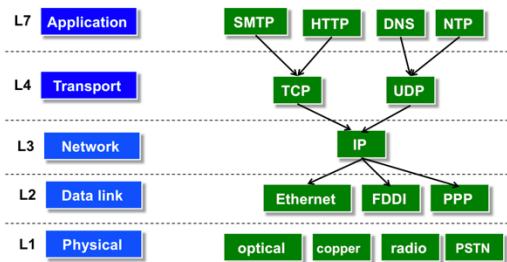 L7 Application SMTP HTTP DNS NTP
L4 Transport TCP UDP
L3 Network IP
L2 Data link Ethernet FDDI PPP
L1 Physical optical copper radio PSTN